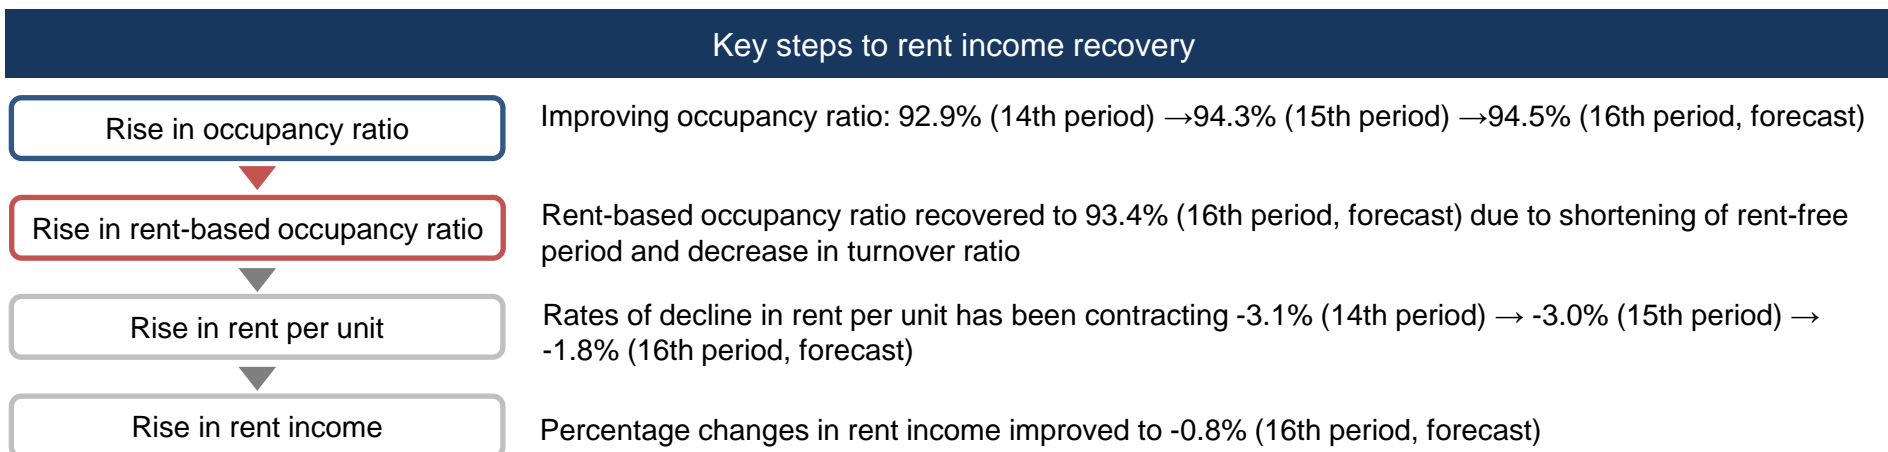 Key steps to rent income recovery
Rise in occupancy ratio
Improving occupancy ratio: 92.9% (14th period) →94.3% (15th period) →94.5% (16th period, forecast)
Rise in rent-based occupancy ratio
Rent-based occupancy ratio recovered to 93.4% (16th period, forecast) due to shortening of rent-free
period and decrease in turnover ratio
Rise in rent per unit
Rates of decline in rent per unit has been contracting -3.1% (14th period) → -3.0% (15th period) →
-1.8% (16th period, forecast)
Rise in rent income
Percentage changes in rent income improved to -0.8% (16th period, forecast)